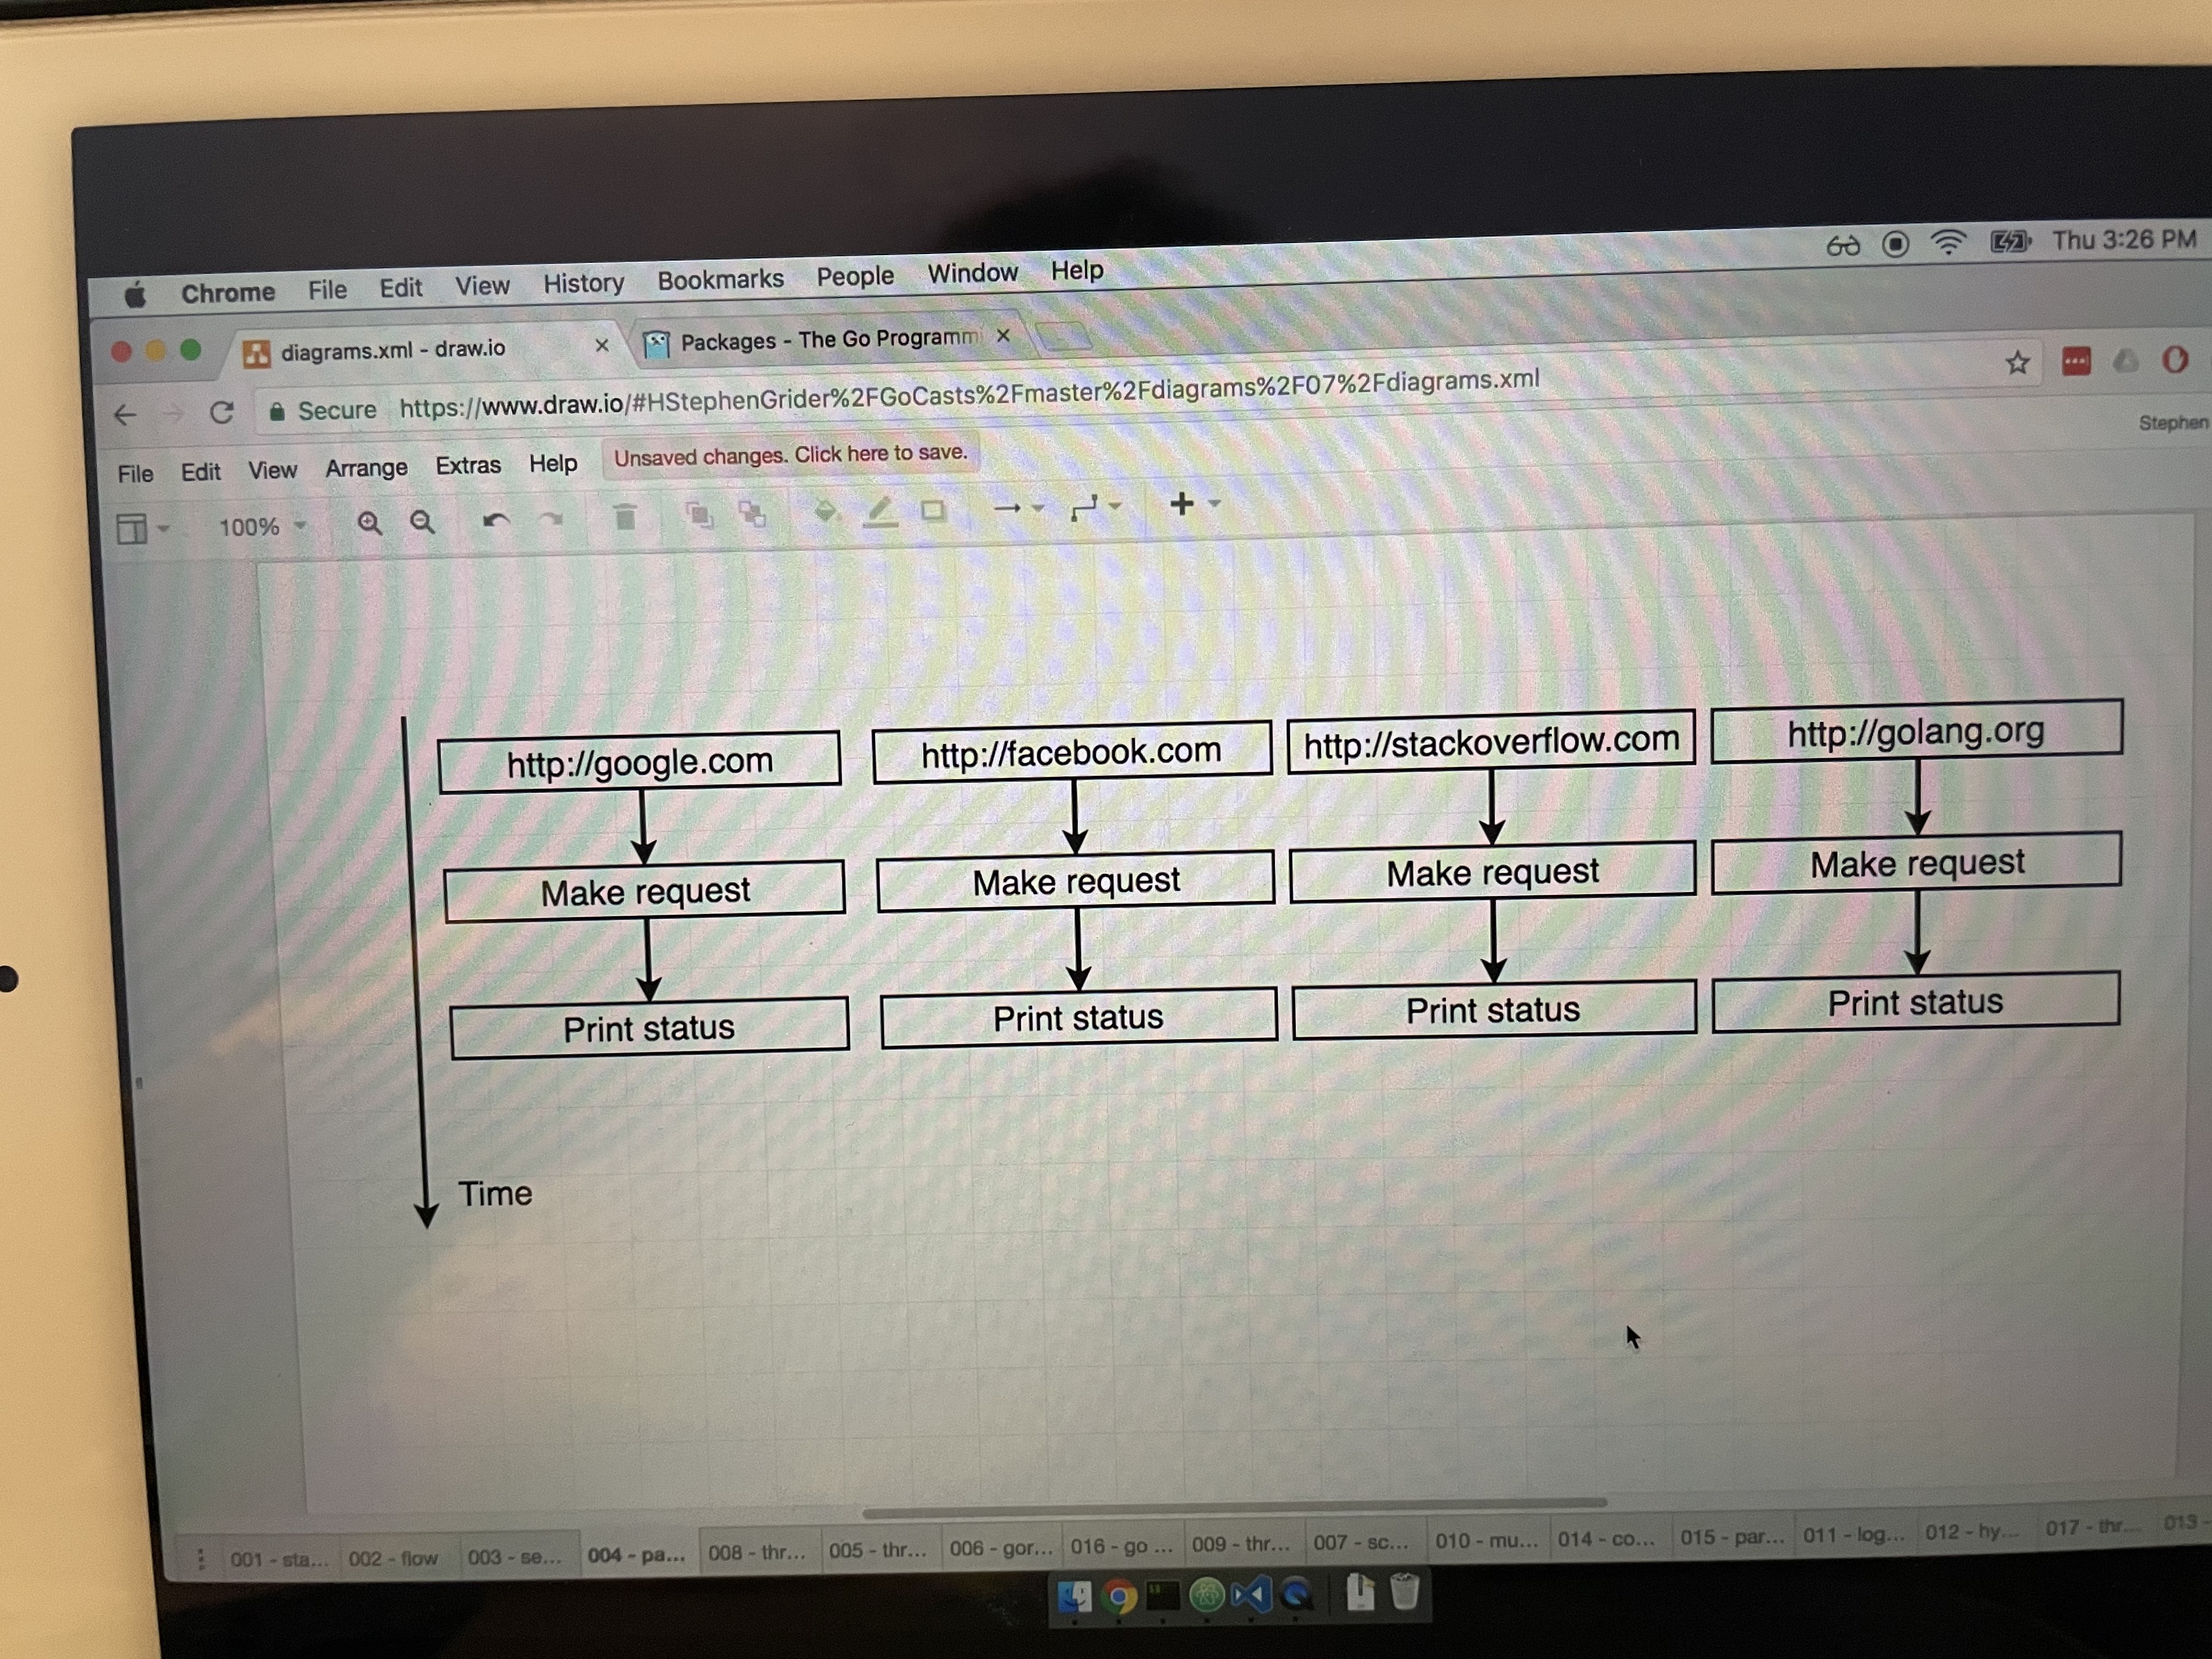 Chrome File Edit View History Bookmarks People Window Help Thu 3:26 PM
diagrams.xml - draw.io Packages - The Go Programm
Secure https://www.draw.io/#HStephenGrider%2FGoCasts%2Fmaster%2Fdiagrams%2F07%2Fdiagrams.xml
Stephen
File Edit View Arrange Extras Help Unsaved changes. Click here to save.
100%
http://google.com http://facebook.com http://stackoverflow.com http://golang.org
Make request Make request Make request Make request
Print status Print status Print status Print status
Time
001 - sta... 002 - flow 003 - se... 004 - pa... 008 - thr... 005 - thr... 006 - gor... 016 - go ... 009 - thr... 007 - sc... 010 - mu... 014 - co... 015 - par... 011 - log... 012 - hy... 017 - thr... 013 -